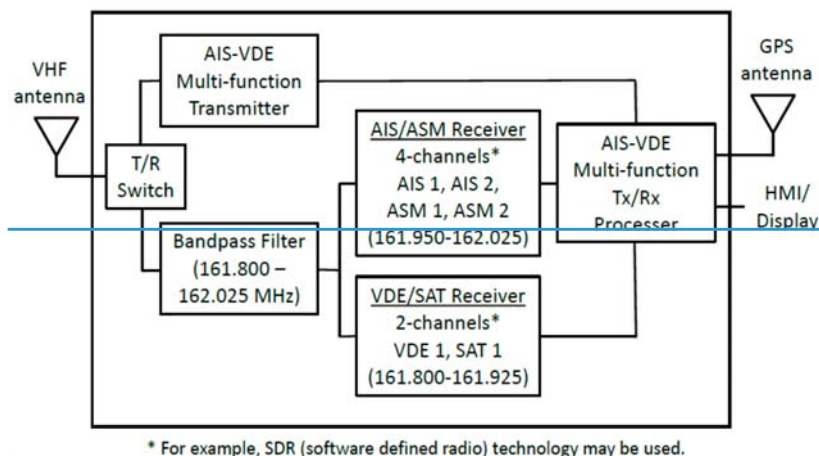 VHF
antenna
T/R
Switch
AIS-VDE
Multi-function
Transmitter
Bandpass Filter
(161.800 –
162.025 MHz)
AIS/ASM Receiver
4-channels*
AIS 1, AIS 2,
ASM 1, ASM 2
(161.950-162.025)
VDE/SAT Receiver
2-channels*
VDE 1, SAT 1
(161.800-161.925)
AIS-VDE
Multi-function
Tx/Rx
Processer
GPS
antenna
HMI/
Display
* For example, SDR (software defined radio) technology may be used.